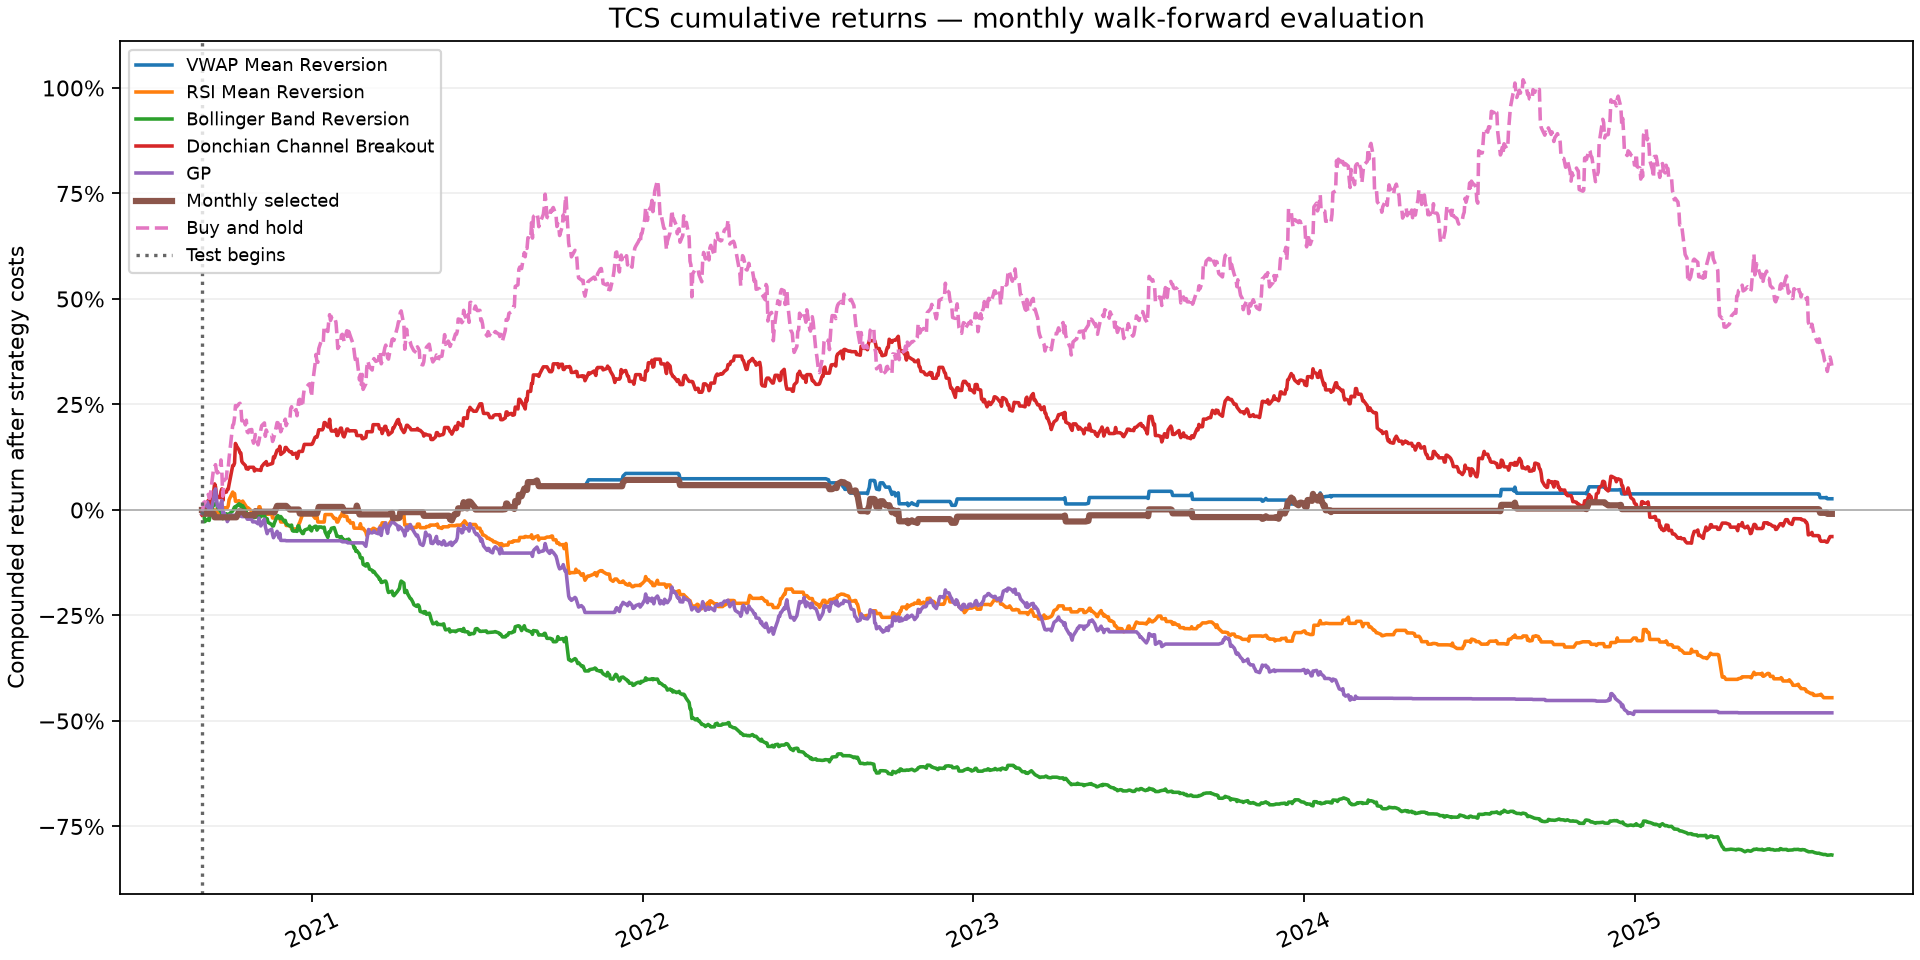 TCS cumulative returns — monthly walk-forward evaluation
VWAP Mean Reversion
RSI Mean Reversion
Bollinger Band Reversion
Donchian Channel Breakout
GP
Monthly selected
Buy and hold
Test begins
Compounded return after strategy costs
100%
75%
50%
25%
0%
−25%
−50%
−75%
2021
2022
2023
2024
2025